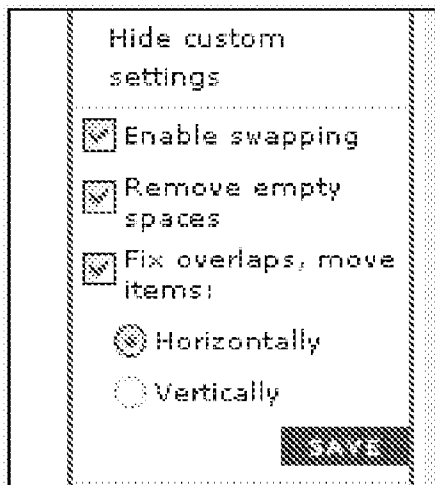 Hide custom
settings
Enable swapping
Remove empty
spaces
Fix overlaps, move
items:
Horizontally
Vertically
SAVE